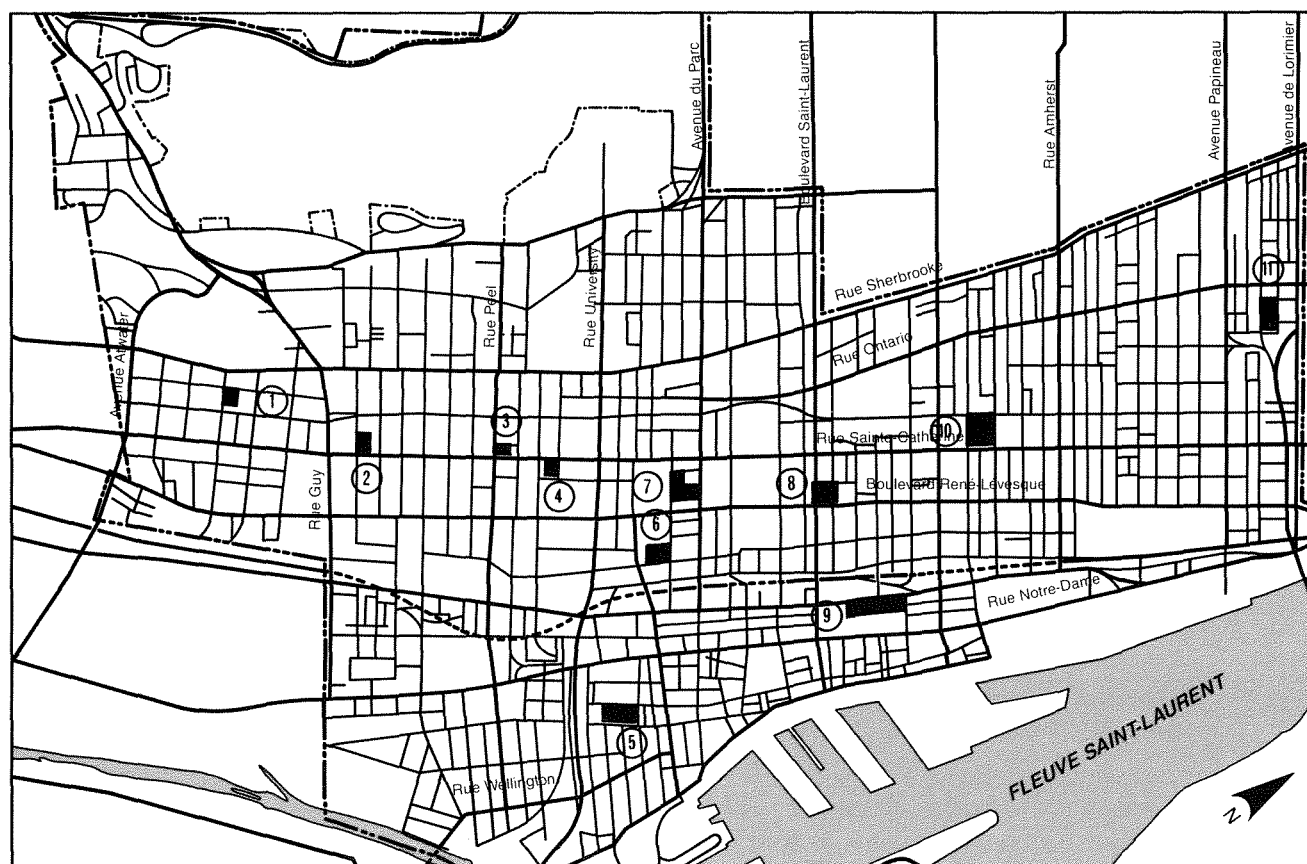 Avenue du Parc
Boulevard Saint-Laurent
Rue Amherst
Avenue Papineau
Avenue de Lorimier
Rue Sherbrooke
Rue University
Rue Peel
Avenue Atwater
Rue Ontario
11
1
3
10
Rue Sainte-Catherine
2
Rue Guy
4
7
8
Boulevard René-Lévesque
6
Rue Notre-Dame
9
5
Rue Wellington
FLEUVE SAINT-LAURENT
N